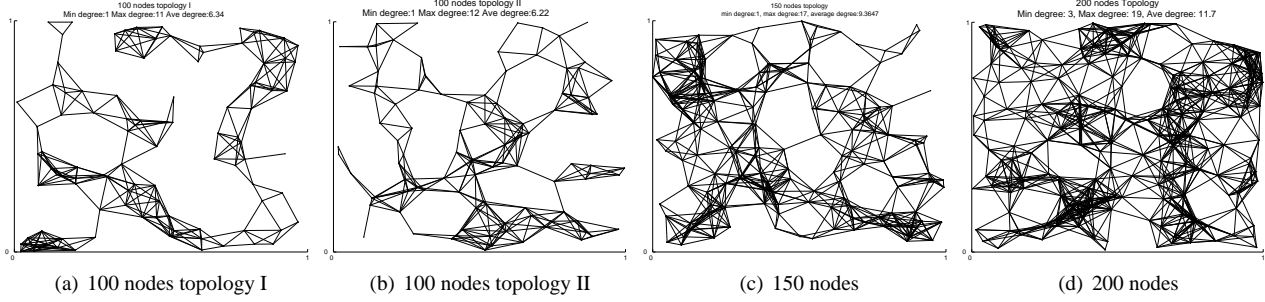 100 nodes topology I
Min degree:1 Max degree:11 Ave degree:6.34
1
0
1
(a) 100 nodes topology I
100 nodes topology II
Min degree:1 Max degree:12 Ave degree:6.22
1
0
1
(b) 100 nodes topology II
150 nodes topology
min degree:1, max degree:17, average degree:9.3647
1
0
1
(c) 150 nodes
200 nodes Topology
Min degree: 3, Max degree: 19, Ave degree: 11.7
1
0
1
(d) 200 nodes